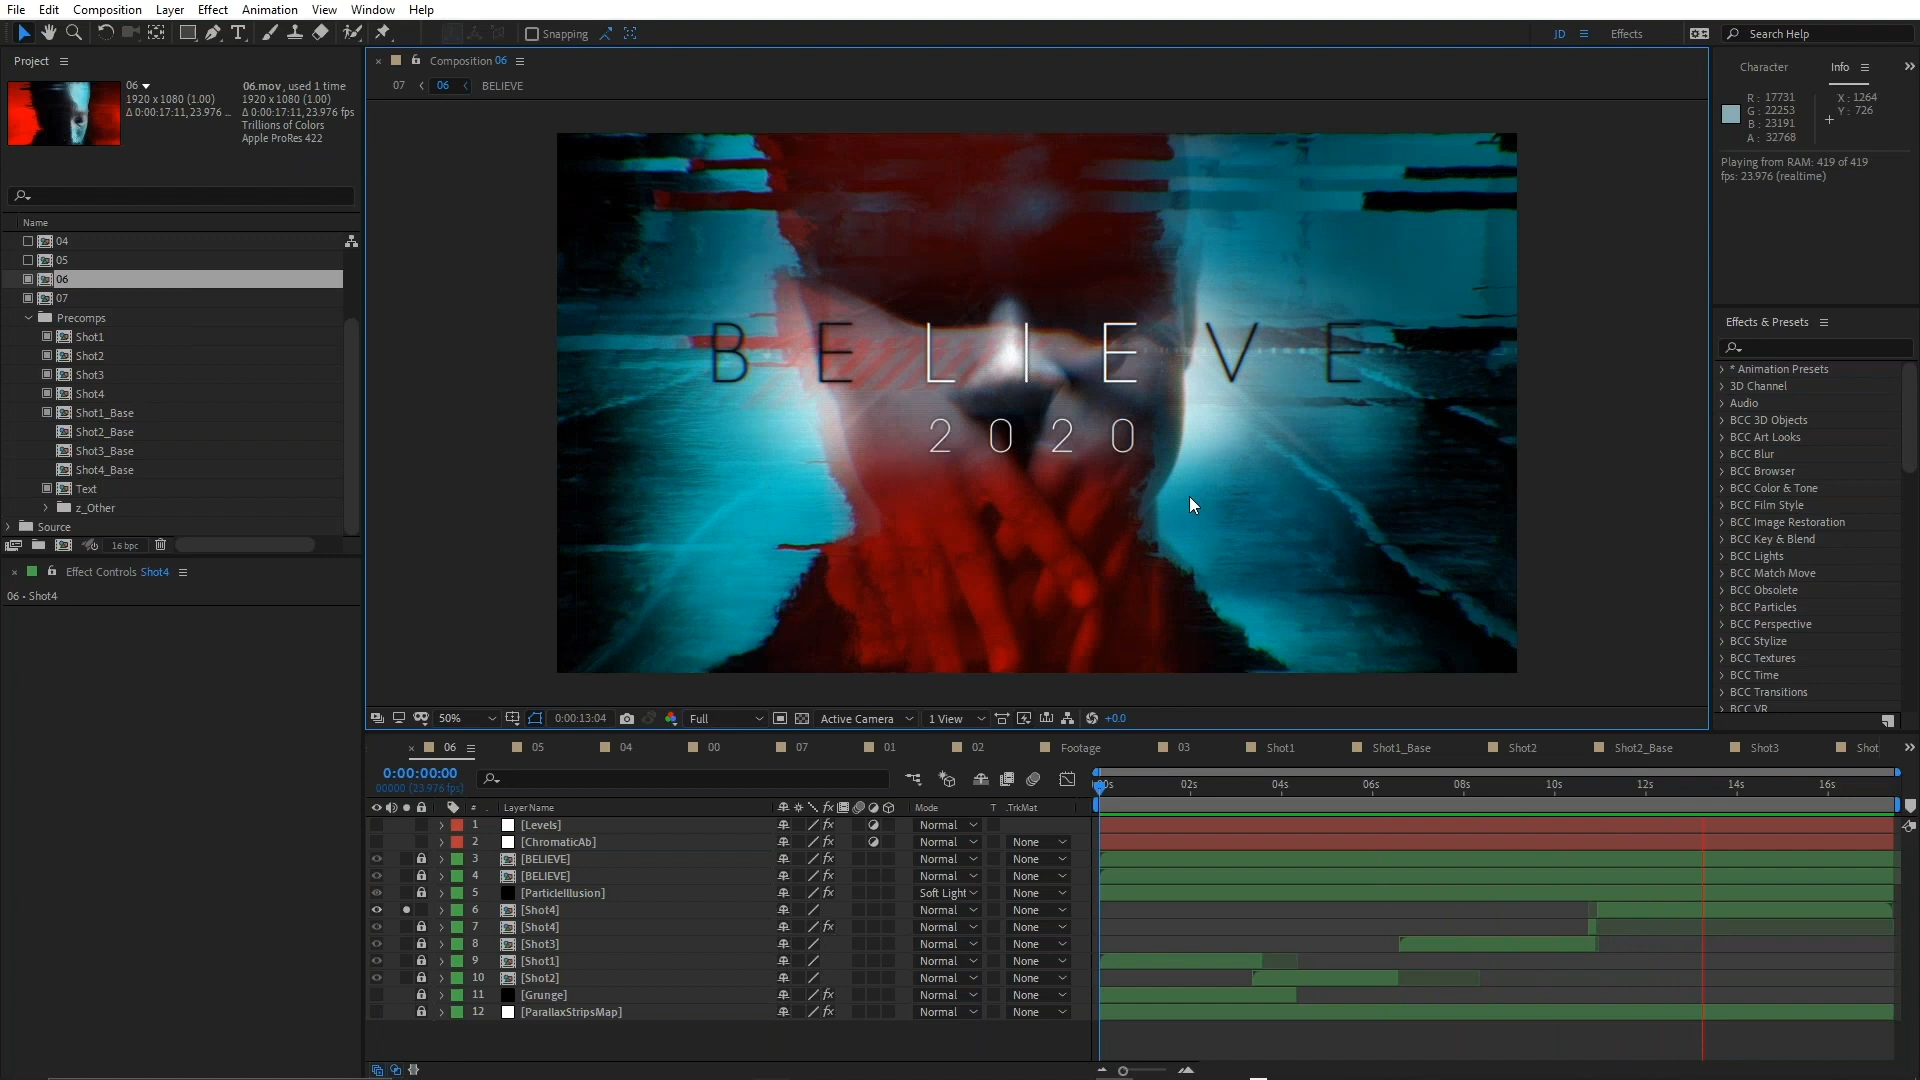 File Edit Composition Layer Effect Animation View Window Help
Snapping
JD
Effects
Search Help
Project
06
1920 x 1080 (1.00)
Δ 0:00:17:11, 23.976 ...
06.mov, used 1 time
1920 x 1080 (1.00)
Δ 0:00:17:11, 23.976 fps
Trillions of Colors
Apple ProRes 422
Name
04
05
06
07
Precomps
Shot1
Shot2
Shot3
Shot4
Shot1_Base
Shot2_Base
Shot3_Base
Shot4_Base
Text
z_Other
Source
16 bpc
Effect Controls Shot4
06 • Shot4
Composition 06
07 06 BELIEVE
BELIEVE
2020
50%
0:00:13:04
Full
Active Camera
1 View
+0.0
Character
Info
R: 17731
G: 22253
B: 23191
A: 32768
X: 1264
Y: 726
Playing from RAM: 419 of 419
fps: 23.976 (realtime)
Effects & Presets
* Animation Presets
3D Channel
Audio
BCC 3D Objects
BCC Art Looks
BCC Blur
BCC Browser
BCC Color & Tone
BCC Film Style
BCC Image Restoration
BCC Key & Blend
BCC Lights
BCC Match Move
BCC Obsolete
BCC Particles
BCC Perspective
BCC Stylize
BCC Textures
BCC Time
BCC Transitions
BCC VR
06 05 04 00 07 01 02 Footage 03 Shot1 Shot1_Base Shot2 Shot2_Base Shot3 Shot
0:00:00:00
00000 (23.976 fps)
00s 02s 04s 06s 08s 10s 12s 14s 16s
# Layer Name fx Mode T .TrkMat
1 [Levels] fx Normal
2 [ChromaticAb] fx Normal None
3 [BELIEVE] fx Normal None
4 [BELIEVE] fx Normal None
5 [ParticleIllusion] fx Soft Light None
6 [Shot4] Normal None
7 [Shot4] fx Normal None
8 [Shot3] Normal None
9 [Shot1] Normal None
10 [Shot2] Normal None
11 [Grunge] fx Normal None
12 [ParallaxStripsMap] fx Normal None